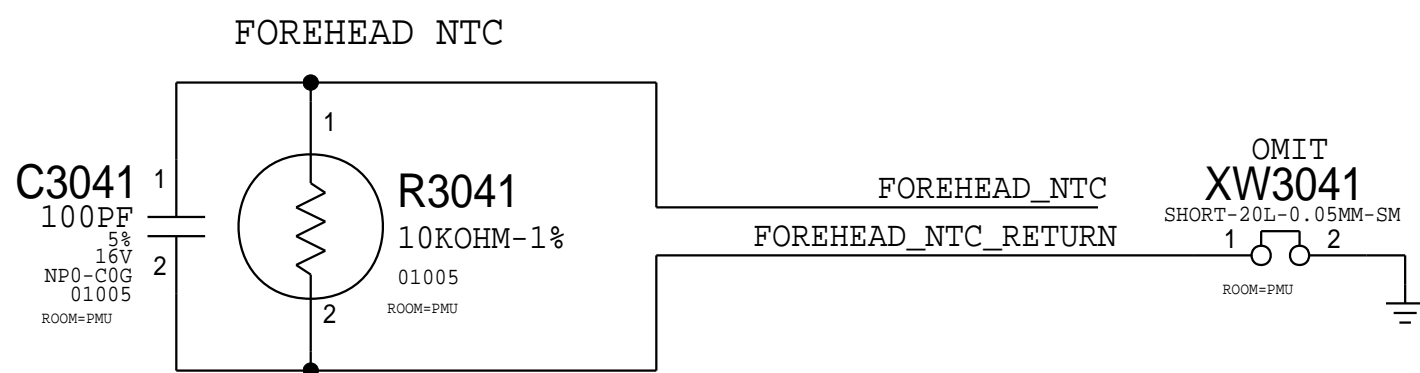 FOREHEAD NTC
C3041
100PF
5%
16V
NP0-C0G
01005
ROOM=PMU
1
2
1
2
R3041
10KOHM-1%
01005
ROOM=PMU
FOREHEAD_NTC
FOREHEAD_NTC_RETURN
OMIT
XW3041
SHORT-20L-0.05MM-SM
1
2
ROOM=PMU